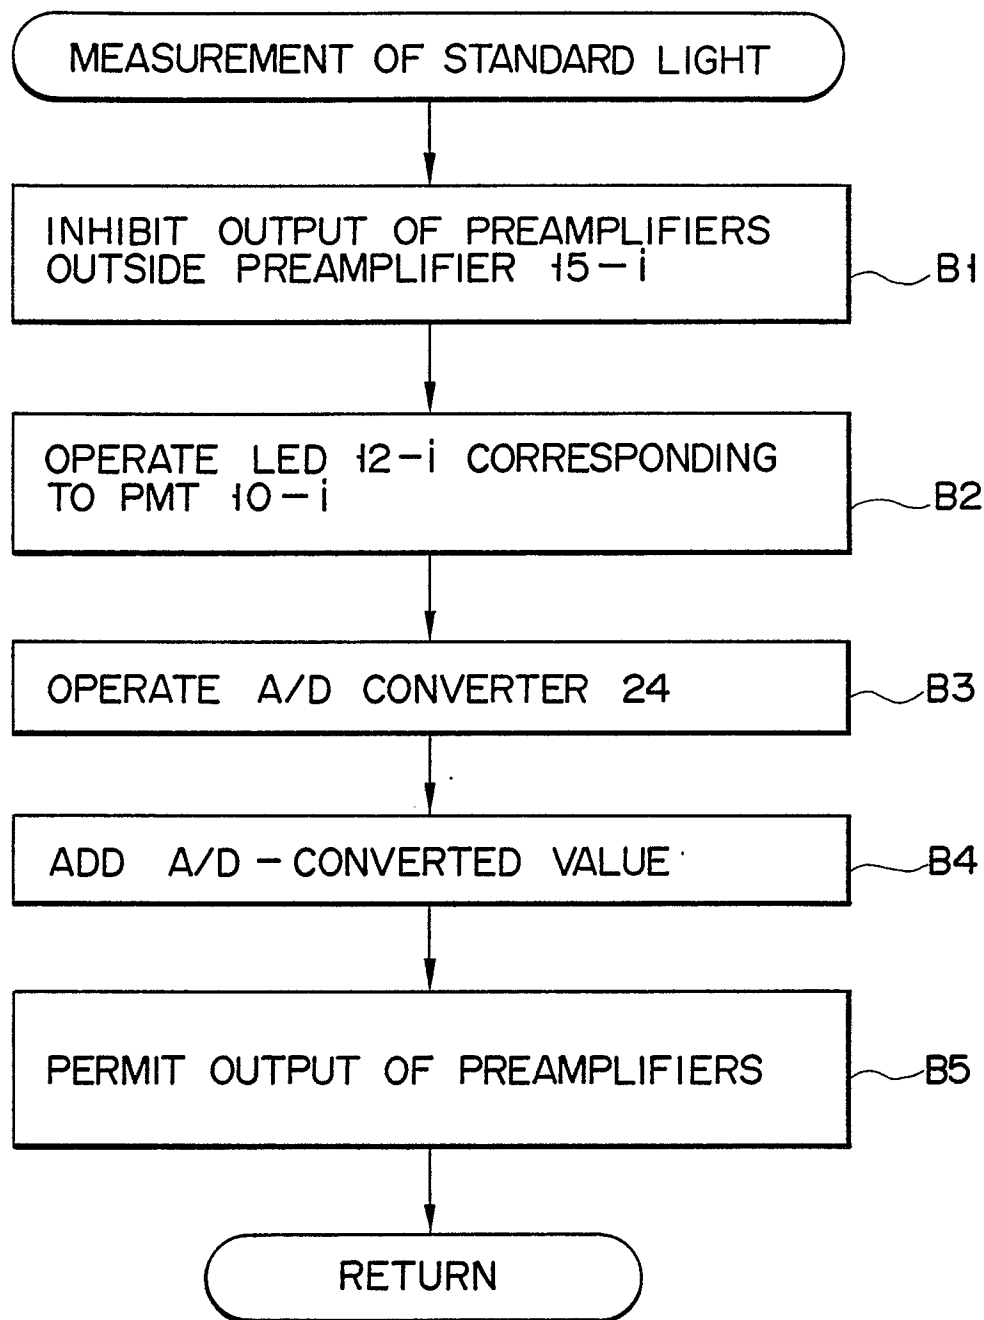 MEASUREMENT OF STANDARD LIGHT
INHIBIT OUTPUT OF PREAMPLIFIERS
OUTSIDE PREAMPLIFIER 15-i
B1
OPERATE LED 12-i CORRESPONDING
TO PMT 10-i
B2
OPERATE A/D CONVERTER 24
B3
ADD A/D-CONVERTED VALUE
B4
PERMIT OUTPUT OF PREAMPLIFIERS
B5
RETURN